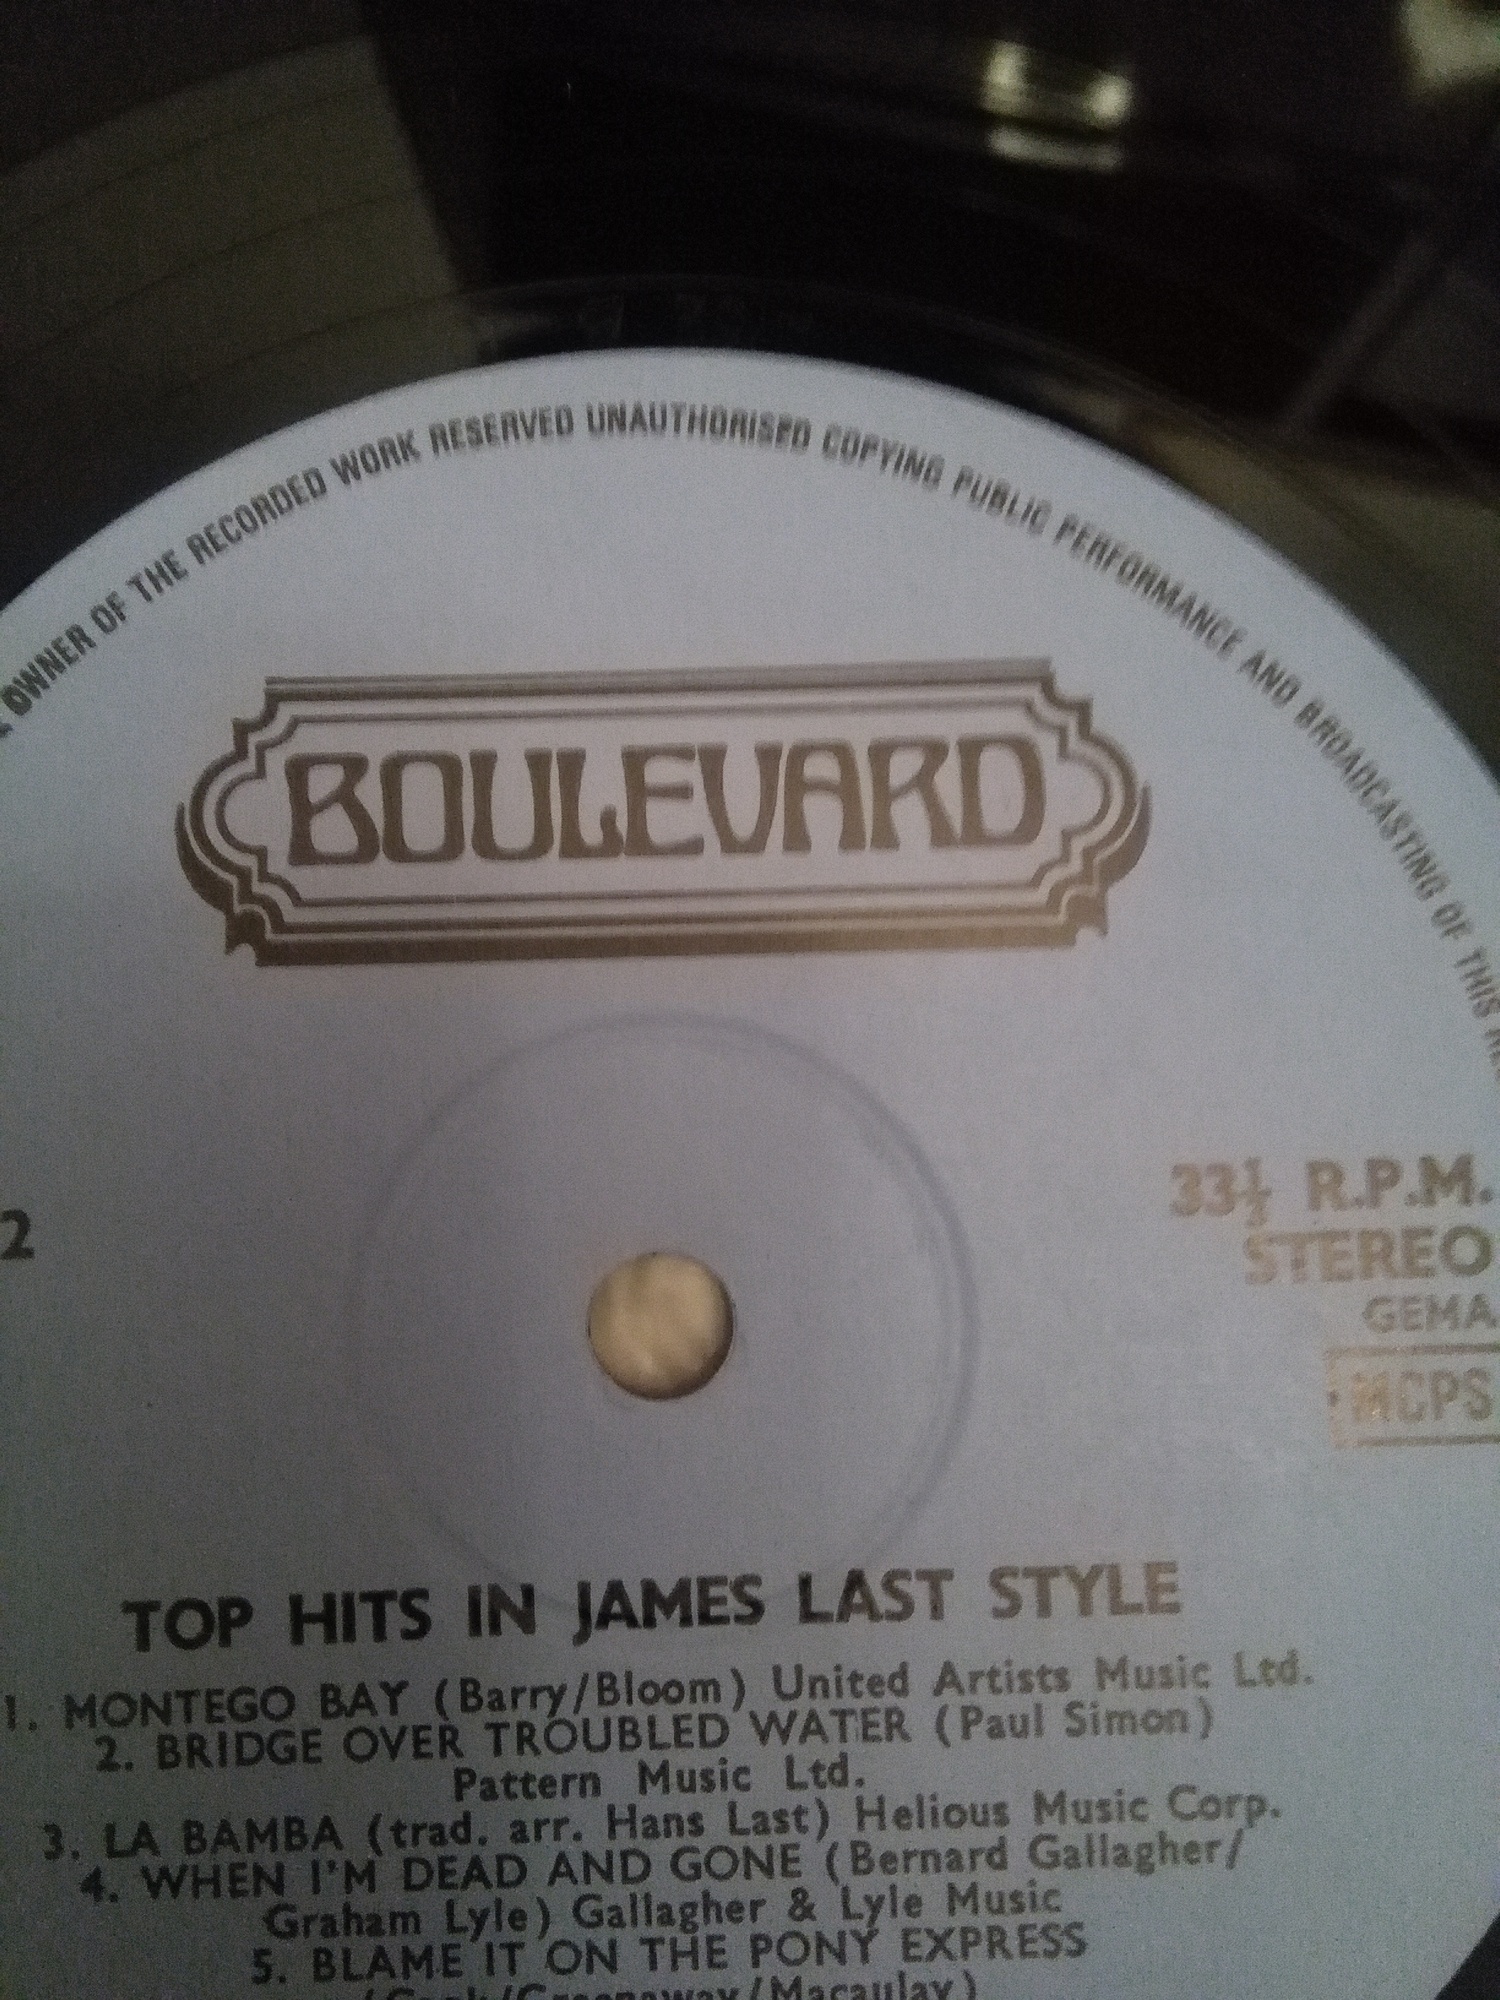 OWNER OF THE RECORDED WORK RESERVED UNAUTHORISED COPYING PUBLIC PERFORMANCE AND BROADCASTING OF THIS
BOULEVARD
2
33⅓ R.P.M.
STEREO
GEMA
MCPS
TOP HITS IN JAMES LAST STYLE
1. MONTEGO BAY (Barry/Bloom) United Artists Music Ltd.
2. BRIDGE OVER TROUBLED WATER (Paul Simon)
Pattern Music Ltd.
3. LA BAMBA (trad. arr. Hans Last) Helious Music Corp.
4. WHEN I'M DEAD AND GONE (Bernard Gallagher/
Graham Lyle) Gallagher & Lyle Music
5. BLAME IT ON THE PONY EXPRESS
(Cook/Greenaway/Macaulay)